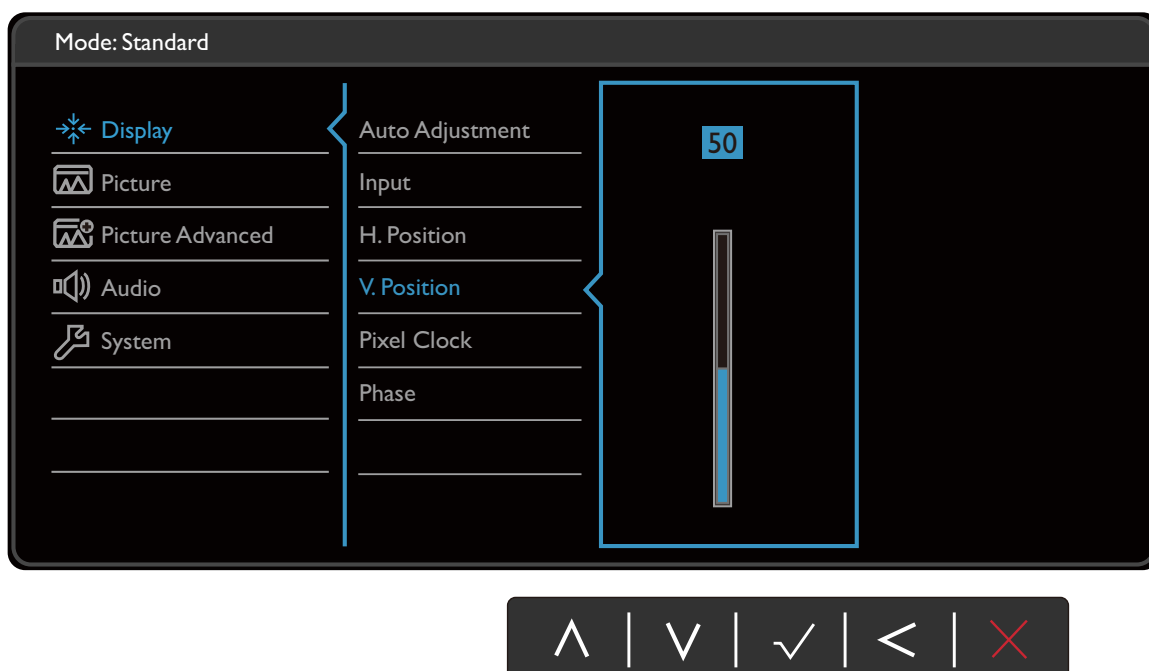 Mode: Standard
Display
Picture
Picture Advanced
Audio
System
Auto Adjustment
Input
H. Position
V. Position
Pixel Clock
Phase
50